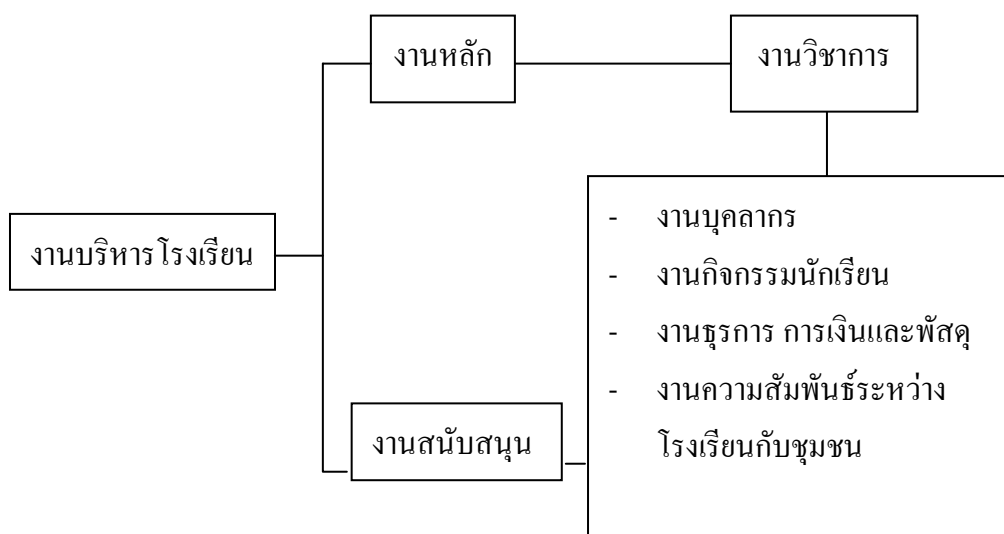 งานหลัก
งานวิชาการ
งานบริหารโรงเรียน
- งานบุคลากร
- งานกิจกรรมนักเรียน
- งานธุรการ การเงินและพัสดุ
- งานความสัมพันธ์ระหว่าง
โรงเรียนกับชุมชน
งานสนับสนุน